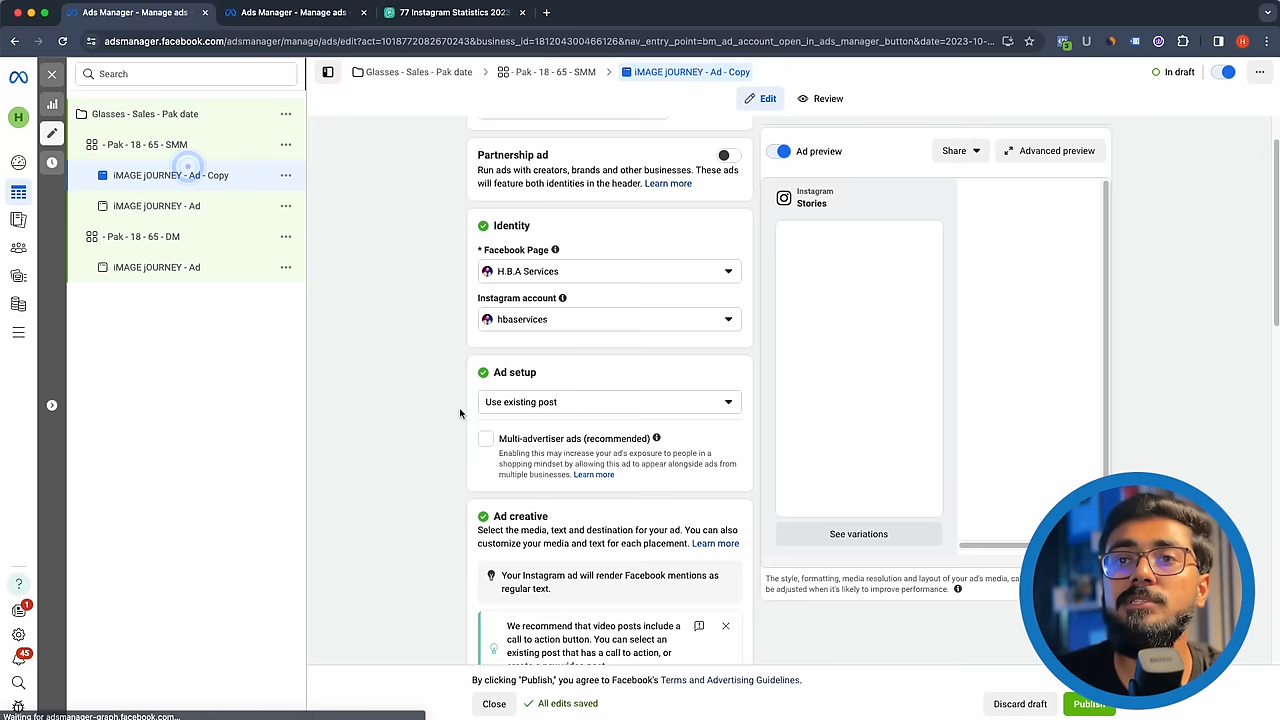 Ads Manager - Manage ads -
Ads Manager - Manage ads -
77 Instagram Statistics 2023
adsmanager.facebook.com/adsmanager/manage/ads/edit?act=1018772082670243&business_id=181204300466126&nav_entry_point=bm_ad_account_open_in_ads_manager_button&date=2023-10-...
Search
Glasses - Sales - Pak date
- Pak - 18 - 65 - SMM
iMAGE jOURNEY - Ad - Copy
In draft
Edit
Review
H
Glasses - Sales - Pak date
- Pak - 18 - 65 - SMM
iMAGE jOURNEY - Ad - Copy
iMAGE jOURNEY - Ad
- Pak - 18 - 65 - DM
iMAGE jOURNEY - Ad
Partnership ad
Run ads with creators, brands and other businesses. These ads
will feature both identities in the header. Learn more
Identity
* Facebook Page
H.B.A Services
Instagram account
hbaservices
Ad setup
Use existing post
Multi-advertiser ads (recommended)
Enabling this may increase your ad's exposure to people in a
shopping mindset by allowing this ad to appear alongside ads from
multiple businesses. Learn more
Ad creative
Select the media, text and destination for your ad. You can also
customize your media and text for each placement. Learn more
Your Instagram ad will render Facebook mentions as
regular text.
We recommend that video posts include a
call to action button. You can select an
existing post that has a call to action, or
Ad preview
Share
Advanced preview
Instagram
Stories
See variations
The style, formatting, media resolution and layout of your ad's media, ca
be adjusted when it's likely to improve performance.
By clicking "Publish," you agree to Facebook's Terms and Advertising Guidelines.
Close
All edits saved
Discard draft
Publish
1
45
Waiting for adsmanager-graph.facebook.com...